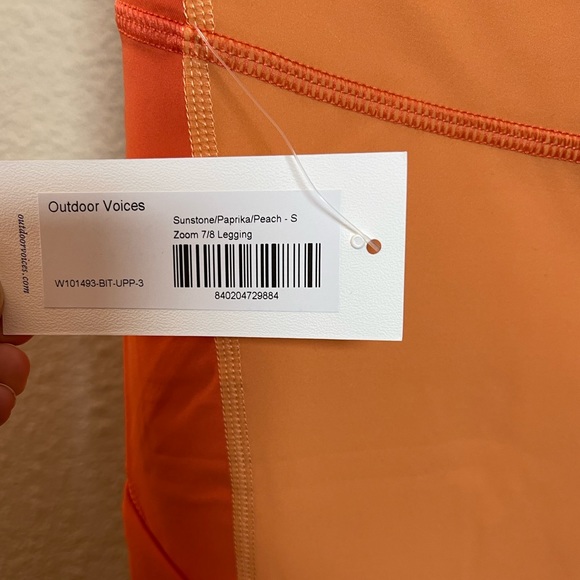 outdoorvoices.com
Outdoor Voices
Sunstone/Paprika/Peach - S
Zoom 7/8 Legging
W101493-BIT-UPP-3
840204729884